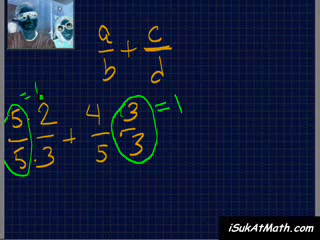 a/b + c/d
= 1
5/5 · 2/3 + 4/5 · 3/3 = 1
iSukAtMath.com